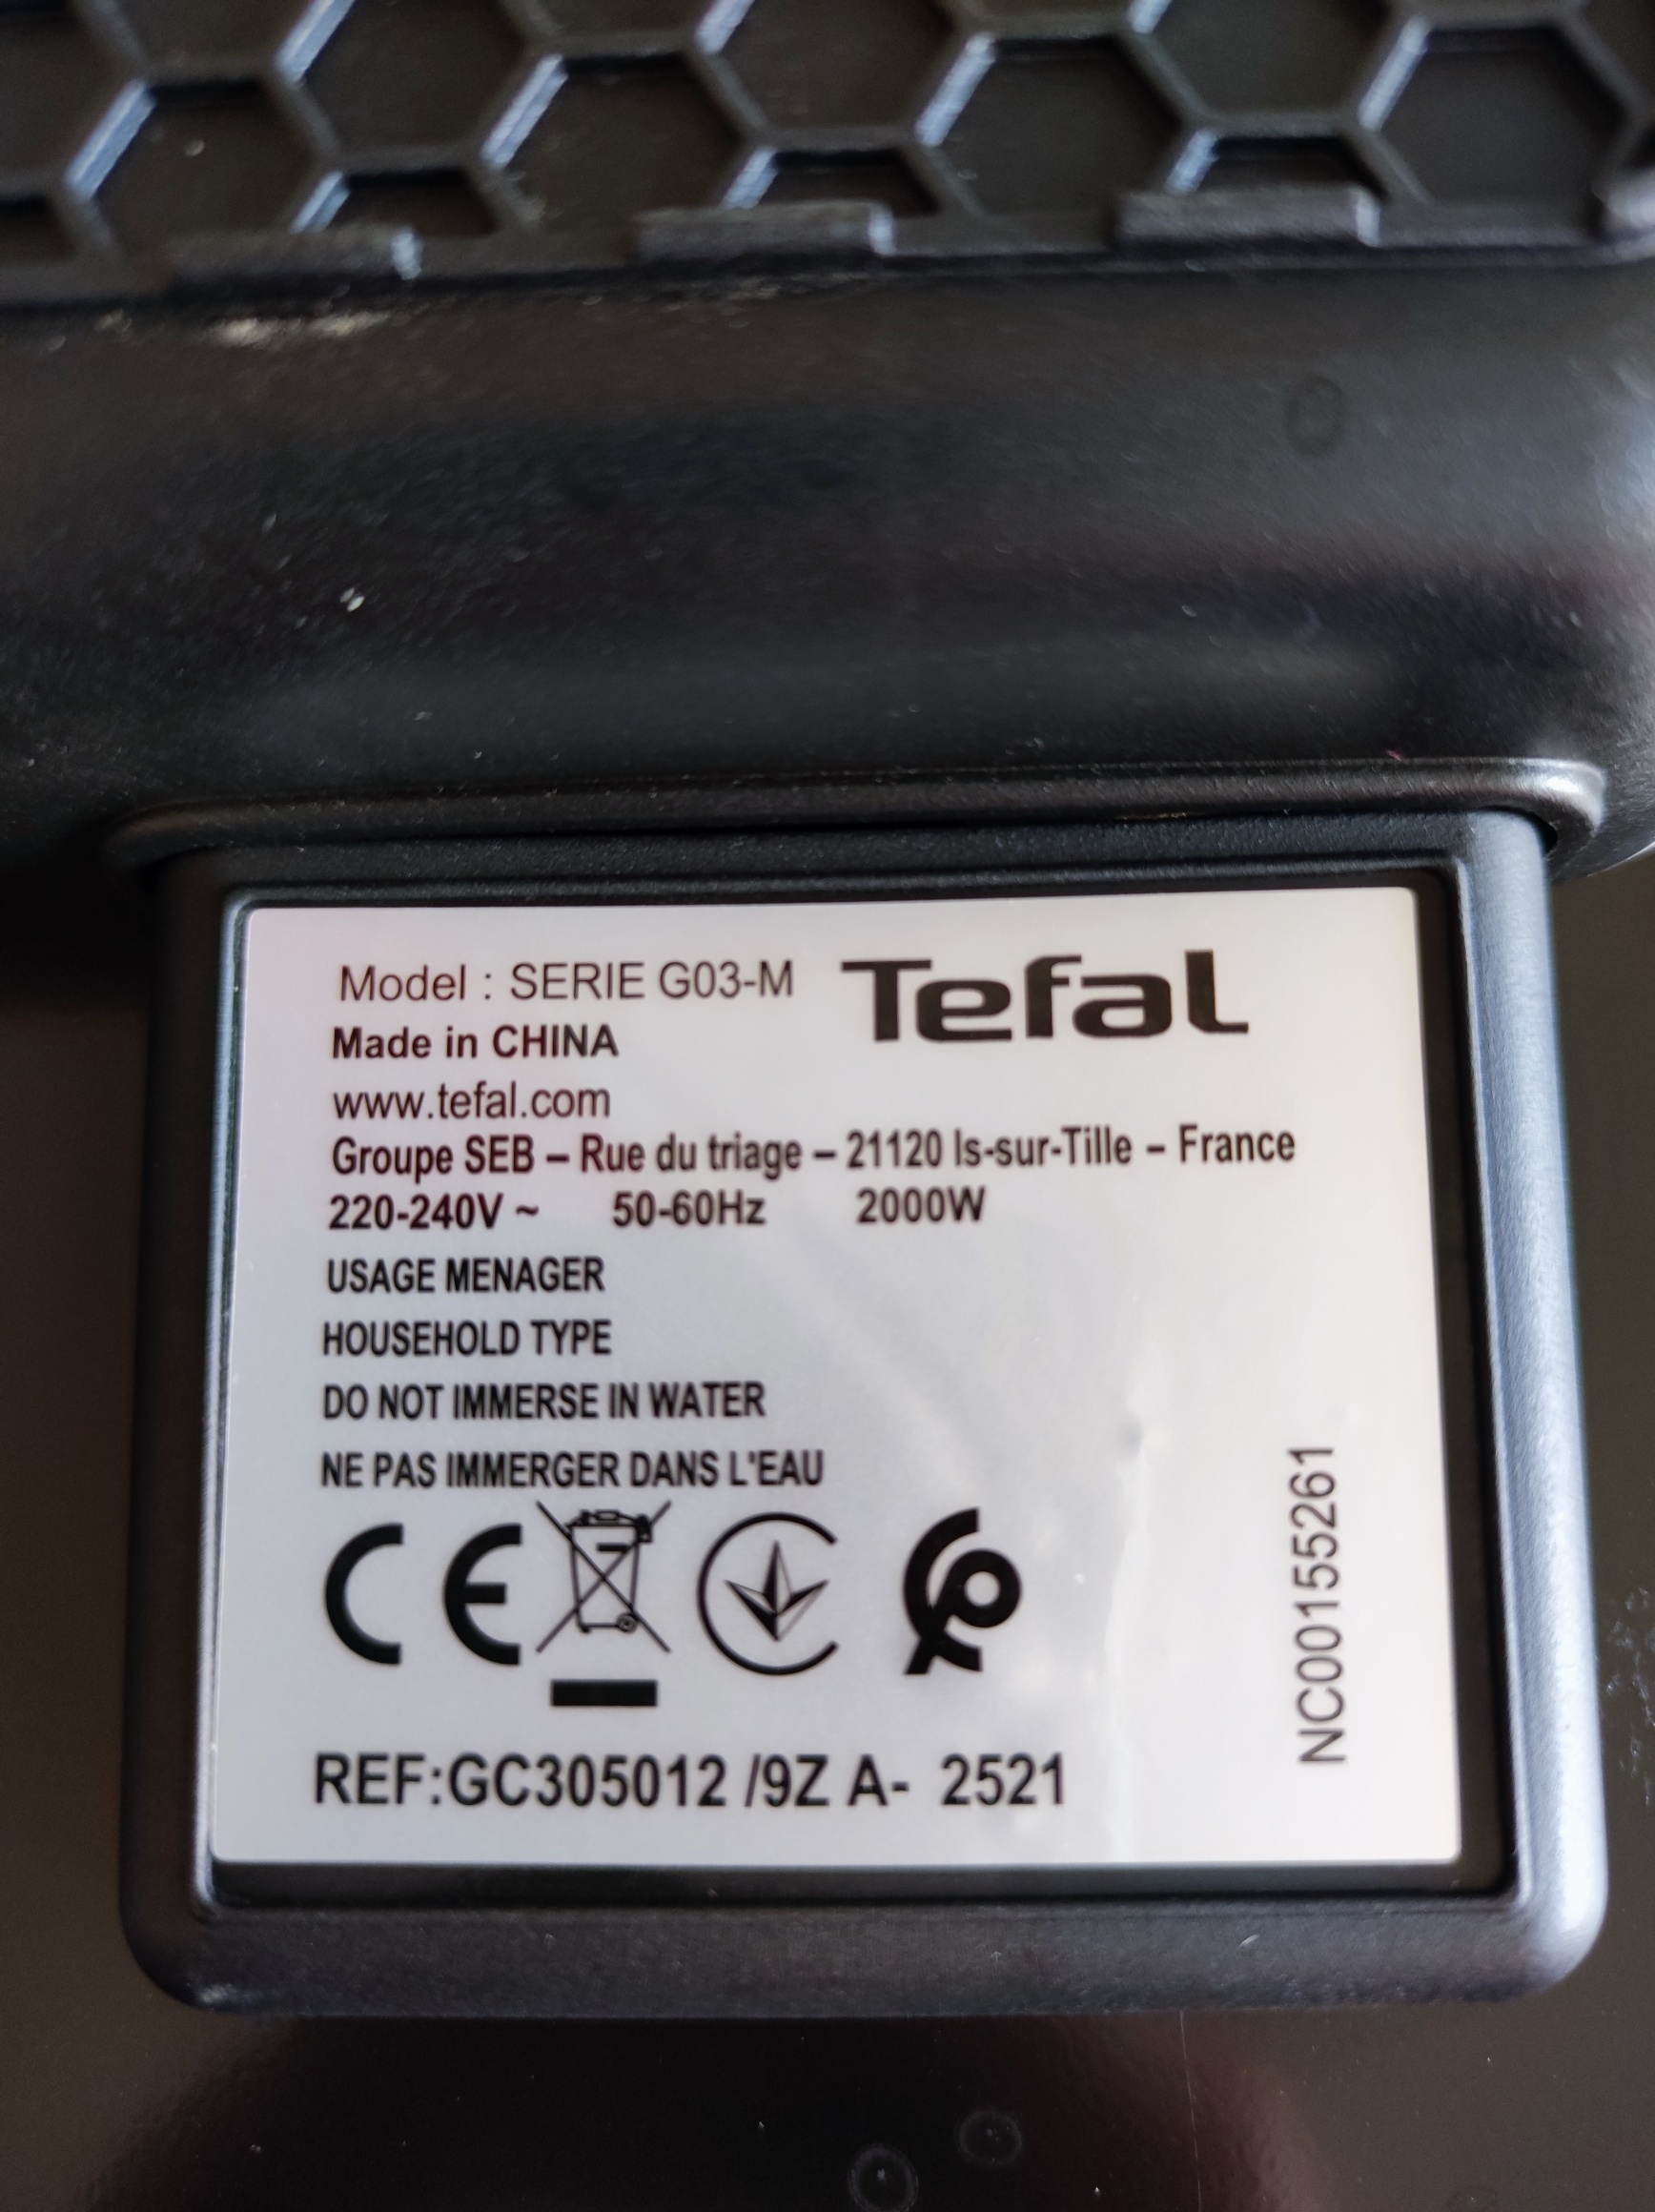 Model : SERIE G03-M
Tefal
Made in CHINA
www.tefal.com
Groupe SEB – Rue du triage – 21120 Is-sur-Tille – France
220-240V ~ 50-60Hz 2000W
USAGE MENAGER
HOUSEHOLD TYPE
DO NOT IMMERSE IN WATER
NE PAS IMMERGER DANS L'EAU
CE
REF:GC305012 /9Z A- 2521
NC00155261